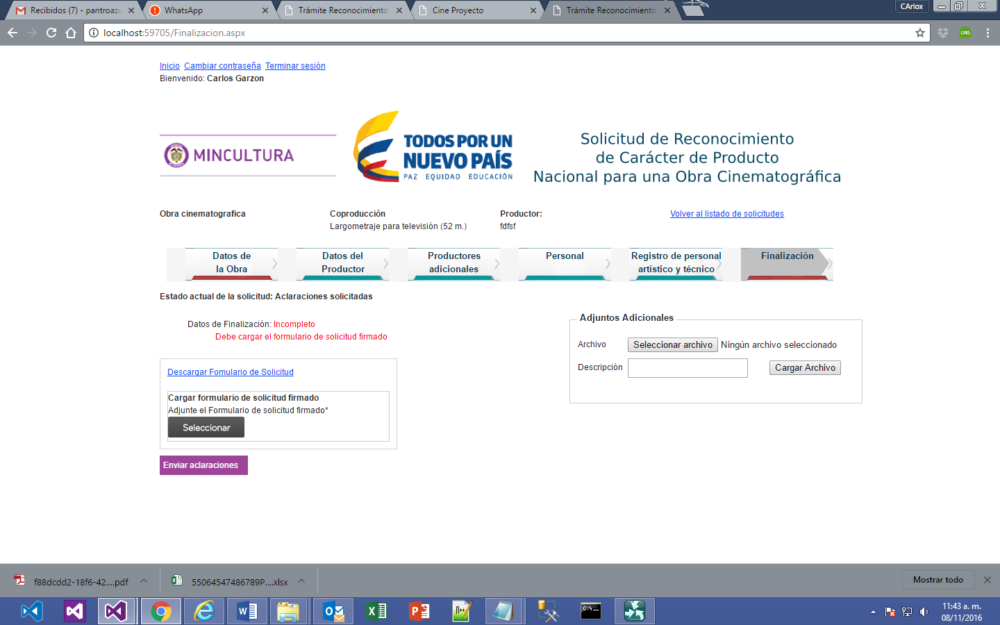 Recibidos (7) - pantroazu
WhatsApp
Trámite Reconocimiento
Cine Proyecto
Trámite Reconocimiento
CArlox
localhost:59705/Finalizacion.aspx
CORS
Inicio Cambiar contraseña Terminar sesión
Bienvenido: Carlos Garzon
MINCULTURA
TODOS POR UN
NUEVO PAÍS
PAZ EQUIDAD EDUCACIÓN
Solicitud de Reconocimiento
de Carácter de Producto
Nacional para una Obra Cinematográfica
Obra cinematografica
Coproducción
Largometraje para televisión (52 m.)
Productor:
fdfsf
Volver al listado de solicitudes
Datos de
la Obra
Datos del
Productor
Productores
adicionales
Personal
Registro de personal
artístico y técnico
Finalización
Estado actual de la solicitud: Aclaraciones solicitadas
Datos de Finalización: Incompleto
Debe cargar el formulario de solicitud firmado
Descargar Fomulario de Solicitud
Cargar formulario de solicitud firmado
Adjunte el Formulario de solicitud firmado*
Seleccionar
Enviar aclaraciones
Adjuntos Adicionales
Archivo Seleccionar archivo Ningún archivo seleccionado
Descripción Cargar Archivo
f88dcdd2-18f6-42....pdf
55064547486789P....xlsx
Mostrar todo
11:43 a. m.
08/11/2016